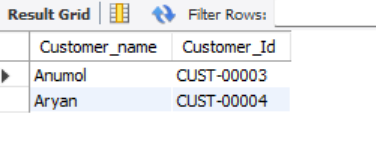 Result Grid Filter Rows:
Customer_name Customer_Id
Anumol CUST-00003
Aryan CUST-00004